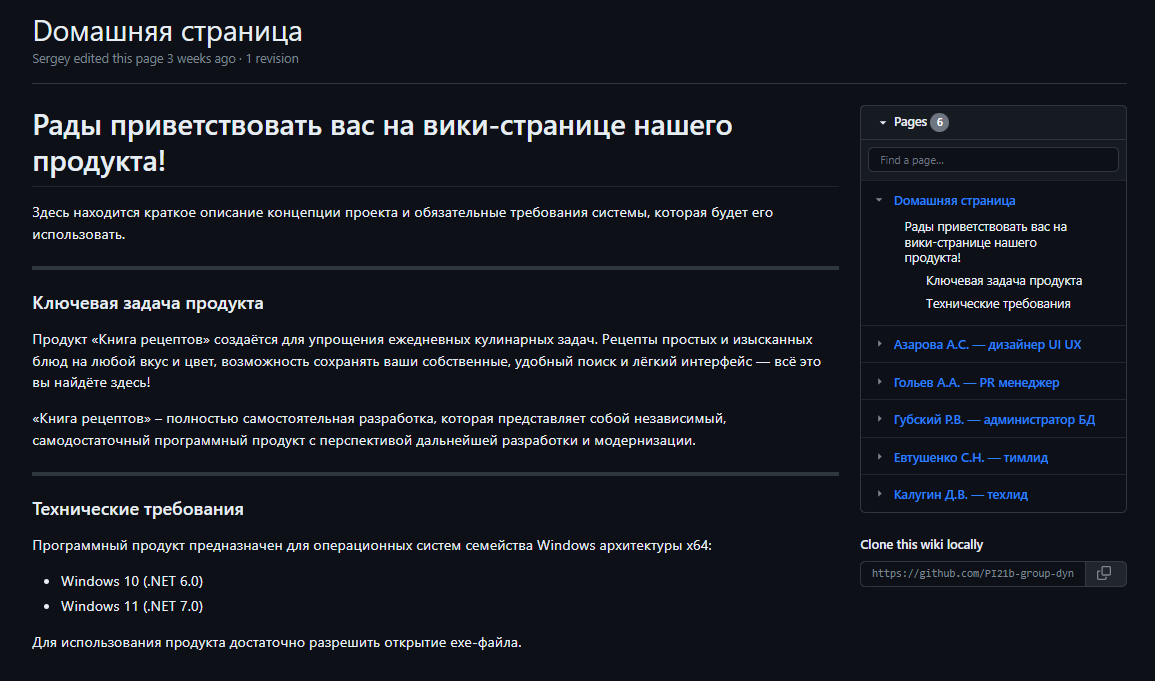 Домашняя страница
Sergey edited this page 3 weeks ago · 1 revision
Рады приветствовать вас на вики-странице нашего
продукта!
Здесь находится краткое описание концепции проекта и обязательные требования системы, которая будет его
использовать.
Ключевая задача продукта
Продукт «Книга рецептов» создаётся для упрощения ежедневных кулинарных задач. Рецепты простых и изысканных
блюд на любой вкус и цвет, возможность сохранять ваши собственные, удобный поиск и лёгкий интерфейс — всё это
вы найдёте здесь!
«Книга рецептов» – полностью самостоятельная разработка, которая представляет собой независимый,
самодостаточный программный продукт с перспективой дальнейшей разработки и модернизации.
Технические требования
Программный продукт предназначен для операционных систем семейства Windows архитектуры x64:
• Windows 10 (.NET 6.0)
• Windows 11 (.NET 7.0)
Для использования продукта достаточно разрешить открытие exe-файла.
Pages 6
Find a page...
Домашняя страница
Рады приветствовать вас на
вики-странице нашего
продукта!
Ключевая задача продукта
Технические требования
Азарова А.С. — дизайнер UI UX
Гольев А.А. — PR менеджер
Губский Р.В. — администратор БД
Евтушенко С.Н. — тимлид
Калугин Д.В. — техлид
Clone this wiki locally
https://github.com/PI21b-group-dyn